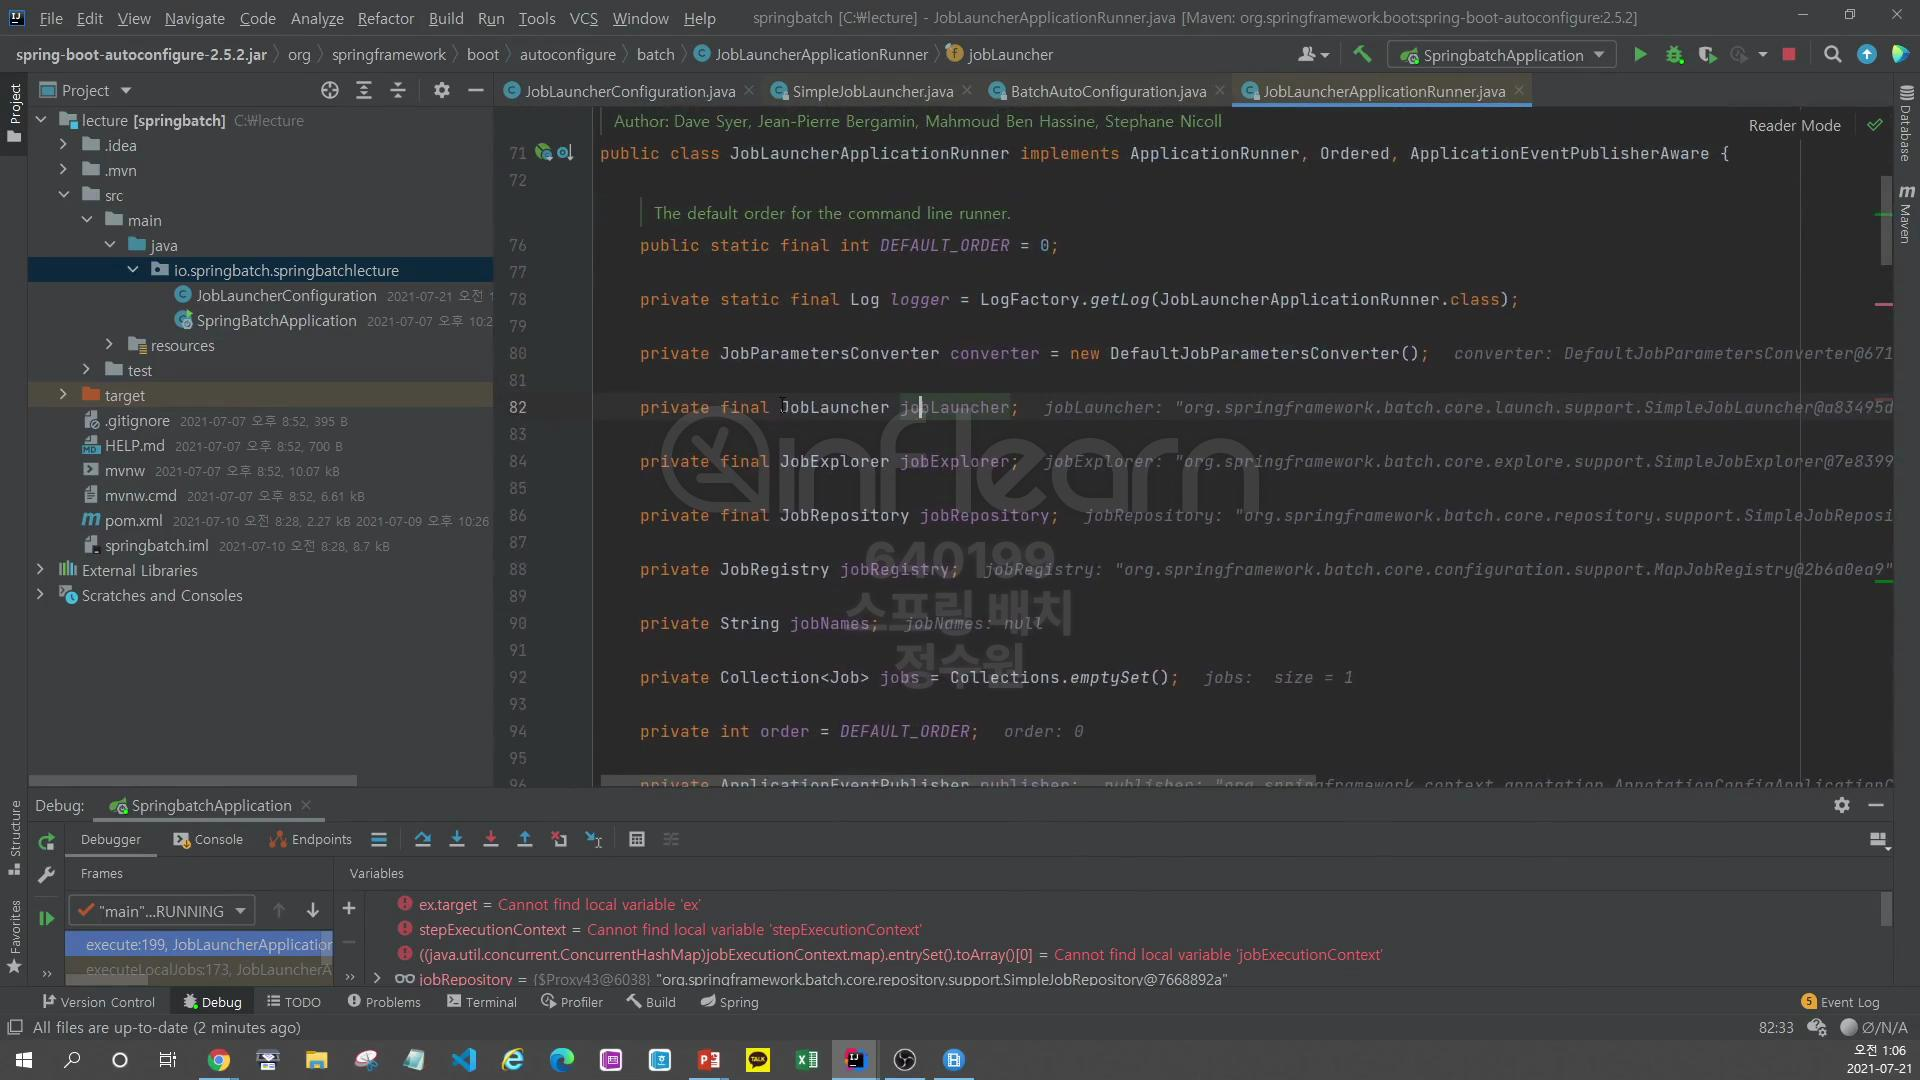 File Edit View Navigate Code Analyze Refactor Build Run Tools VCS Window Help springbatch [C:₩lecture] - JobLauncherApplicationRunner.java [Maven: org.springframework.boot:spring-boot-autoconfigure:2.5.2]
spring-boot-autoconfigure-2.5.2.jar org springframework boot autoconfigure batch JobLauncherApplicationRunner jobLauncher SpringbatchApplication
Project
JobLauncherConfiguration.java SimpleJobLauncher.java BatchAutoConfiguration.java JobLauncherApplicationRunner.java
Project
lecture [springbatch] C:₩lecture
.idea
.mvn
src
main
java
io.springbatch.springbatchlecture
JobLauncherConfiguration 2021-07-21 오전 1
SpringBatchApplication 2021-07-07 오후 10:2
resources
test
target
.gitignore 2021-07-07 오후 8:52, 395 B
HELP.md 2021-07-07 오후 8:52, 700 B
mvnw 2021-07-07 오후 8:52, 10.07 kB
mvnw.cmd 2021-07-07 오후 8:52, 6.61 kB
pom.xml 2021-07-10 오전 8:28, 2.27 kB 2021-07-09 오후 10:26
springbatch.iml 2021-07-10 오전 8:28, 8.7 kB
External Libraries
Scratches and Consoles
Author: Dave Syer, Jean-Pierre Bergamin, Mahmoud Ben Hassine, Stephane Nicoll
Reader Mode
71 public class JobLauncherApplicationRunner implements ApplicationRunner, Ordered, ApplicationEventPublisherAware {
72
The default order for the command line runner.
76 public static final int DEFAULT_ORDER = 0;
77
78 private static final Log logger = LogFactory.getLog(JobLauncherApplicationRunner.class);
79
80 private JobParametersConverter converter = new DefaultJobParametersConverter(); converter: DefaultJobParametersConverter@671
81
82 private final JobLauncher jobLauncher; jobLauncher: "org.springframework.batch.core.launch.support.SimpleJobLauncher@a83495d
83
84 private final JobExplorer jobExplorer; jobExplorer: "org.springframework.batch.core.explore.support.SimpleJobExplorer@7e8399
85
86 private final JobRepository jobRepository; jobRepository: "org.springframework.batch.core.repository.support.SimpleJobReposi
87
88 private JobRegistry jobRegistry; jobRegistry: "org.springframework.batch.core.configuration.support.MapJobRegistry@2b6a0ea9"
89
90 private String jobNames; jobNames: null
91
92 private Collection<Job> jobs = Collections.emptySet(); jobs: size = 1
93
94 private int order = DEFAULT_ORDER; order: 0
95
96 private ApplicationEventPublisher publisher; publisher: "org.springframework.context.annotation.AnnotationConfigApplicationC
inflearn
640199
스프링 배치
정수원
Database
Maven
Structure
Favorites
Debug: SpringbatchApplication
Debugger Console Endpoints
Frames Variables
"main"...RUNNING
execute:199, JobLauncherApplication
executeLocalJobs:173, JobLauncherA
ex.target = Cannot find local variable 'ex'
stepExecutionContext = Cannot find local variable 'stepExecutionContext'
((java.util.concurrent.ConcurrentHashMap)jobExecutionContext.map).entrySet().toArray()[0] = Cannot find local variable 'jobExecutionContext'
jobRepository = {$Proxy43@6038} "org.springframework.batch.core.repository.support.SimpleJobRepository@7668892a"
Version Control Debug TODO Problems Terminal Profiler Build Spring 5 Event Log
All files are up-to-date (2 minutes ago) 82:33 Ø/N/A
TALK
오전 1:06
2021-07-21